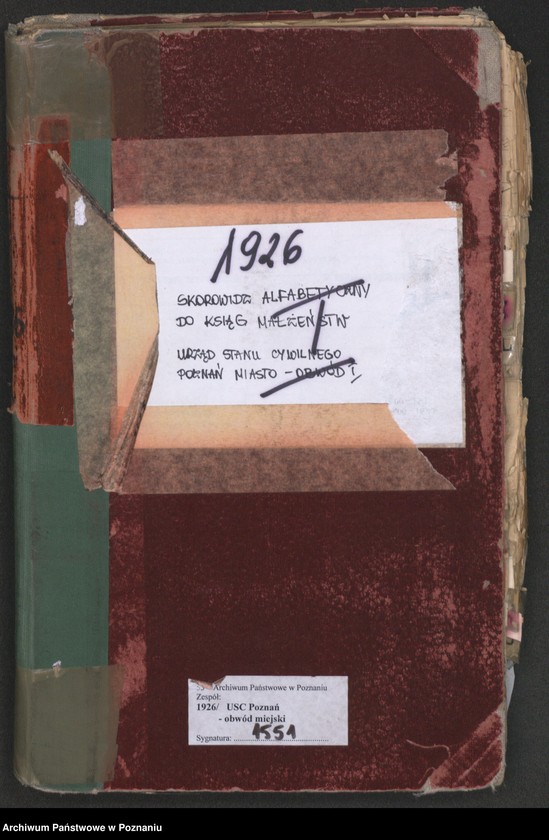 1926
SKOROWIDZ ALFABETYCZNY
DO KSIĄG MAŁŻEŃSTW
I
URZĄD STANU CYWILNEGO
POZNAŃ MIASTO - OBWÓD I
53 Archiwum Państwowe w Poznaniu
Zespół:
1926/ USC Poznań
- obwód miejski
Sygnatura: 1551
Archiwum Państwowe w Poznaniu